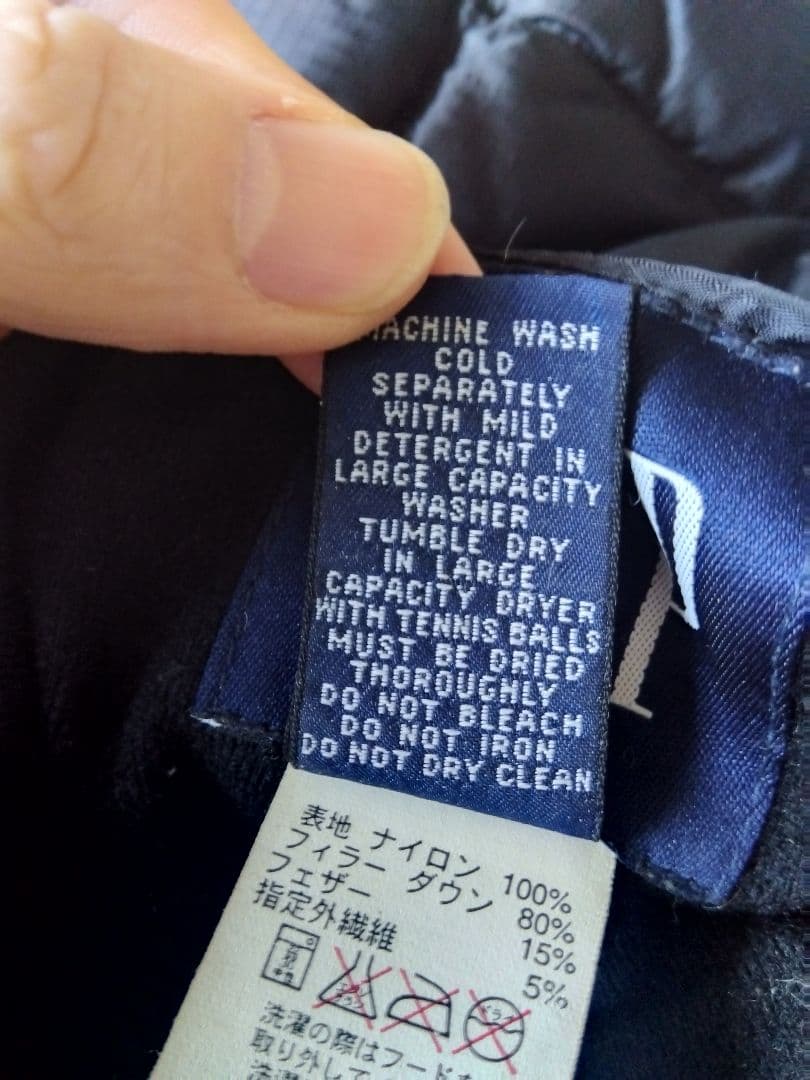 MACHINE WASH
COLD
SEPARATELY
WITH MILD
DETERGENT IN
LARGE CAPACITY
WASHER
TUMBLE DRY
IN LARGE
CAPACITY DRYER
WITH TENNIS BALLS
MUST BE DRIED
THOROUGHLY
DO NOT BLEACH
DO NOT IRON
DO NOT DRY CLEAN
表地 ナイロン 100%
フィラー ダウン 80%
フェザー 15%
指定外繊維 5%
洗濯の際はフードを
取り外して